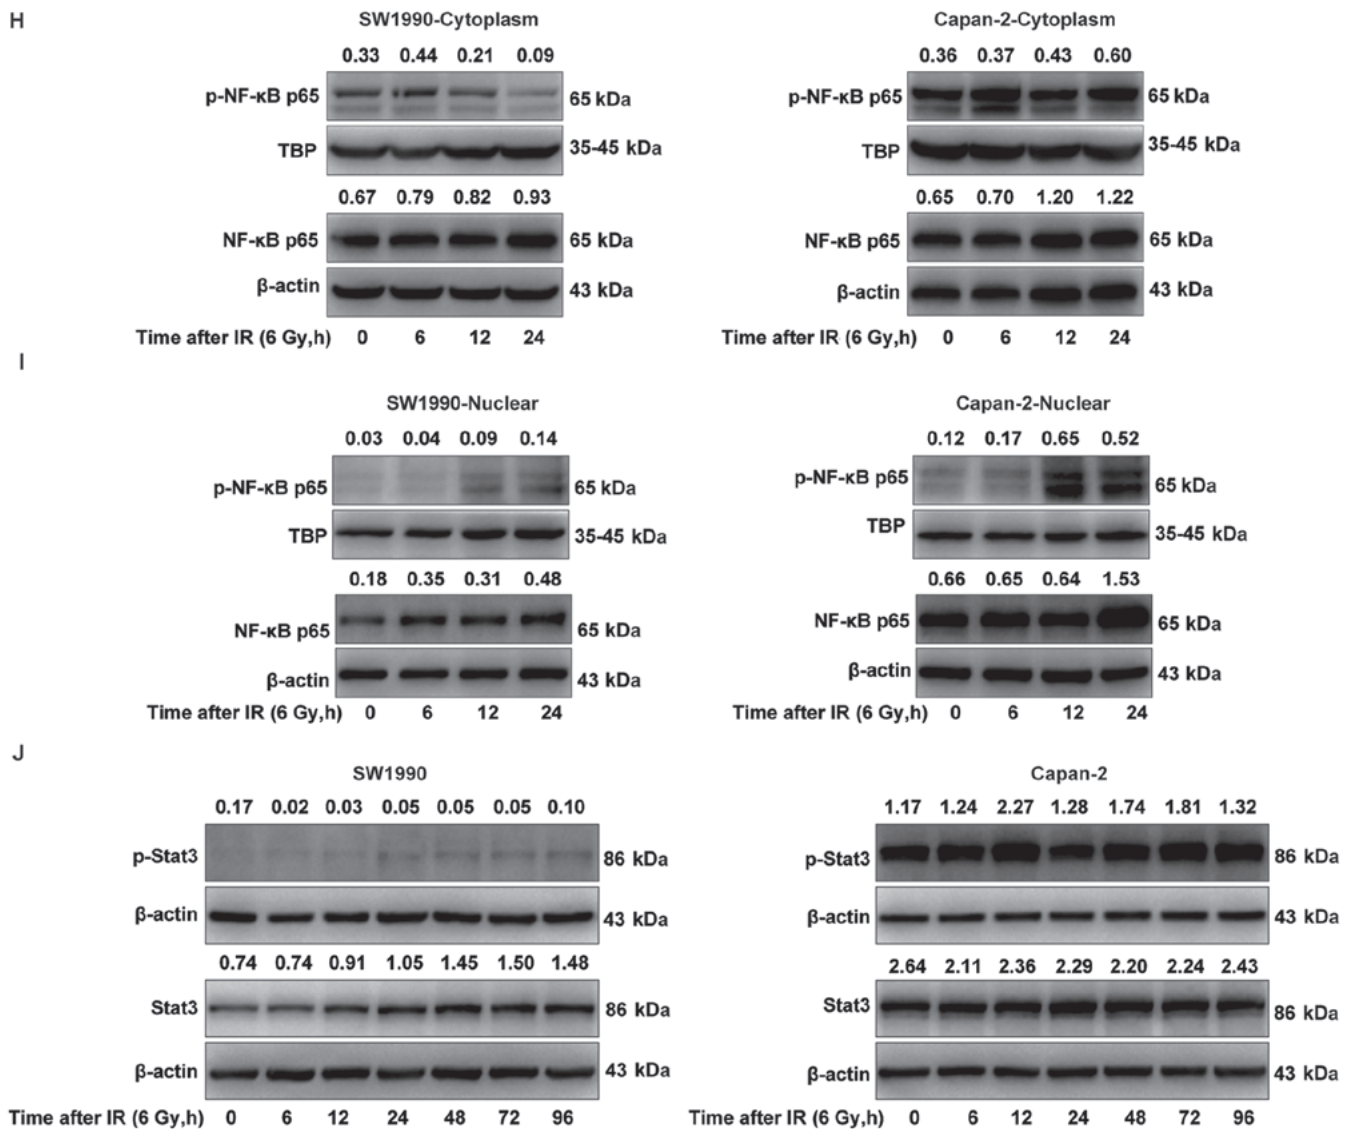 H
SW1990-Cytoplasm
0.33 0.44 0.21 0.09
p-NF-κB p65 65 kDa
TBP 35-45 kDa
0.67 0.79 0.82 0.93
NF-κB p65 65 kDa
β-actin 43 kDa
Time after IR (6 Gy,h) 0 6 12 24
Capan-2-Cytoplasm
0.36 0.37 0.43 0.60
p-NF-κB p65 65 kDa
TBP 35-45 kDa
0.65 0.70 1.20 1.22
NF-κB p65 65 kDa
β-actin 43 kDa
Time after IR (6 Gy,h) 0 6 12 24
I
SW1990-Nuclear
0.03 0.04 0.09 0.14
p-NF-κB p65 65 kDa
TBP 35-45 kDa
0.18 0.35 0.31 0.48
NF-κB p65 65 kDa
β-actin 43 kDa
Time after IR (6 Gy,h) 0 6 12 24
Capan-2-Nuclear
0.12 0.17 0.65 0.52
p-NF-κB p65 65 kDa
TBP 35-45 kDa
0.66 0.65 0.64 1.53
NF-κB p65 65 kDa
β-actin 43 kDa
Time after IR (6 Gy,h) 0 6 12 24
J
SW1990
0.17 0.02 0.03 0.05 0.05 0.05 0.10
p-Stat3 86 kDa
β-actin 43 kDa
0.74 0.74 0.91 1.05 1.45 1.50 1.48
Stat3 86 kDa
β-actin 43 kDa
Time after IR (6 Gy,h) 0 6 12 24 48 72 96
Capan-2
1.17 1.24 2.27 1.28 1.74 1.81 1.32
p-Stat3 86 kDa
β-actin 43 kDa
2.64 2.11 2.36 2.29 2.20 2.24 2.43
Stat3 86 kDa
β-actin 43 kDa
Time after IR (6 Gy,h) 0 6 12 24 48 72 96